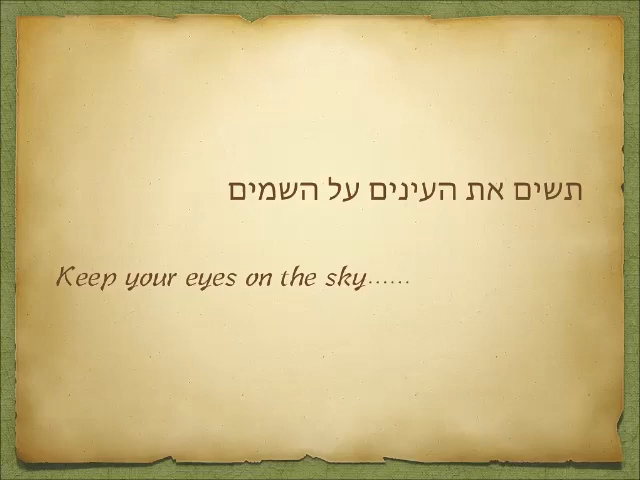 תשים את העינים על השמים
Keep your eyes on the sky......